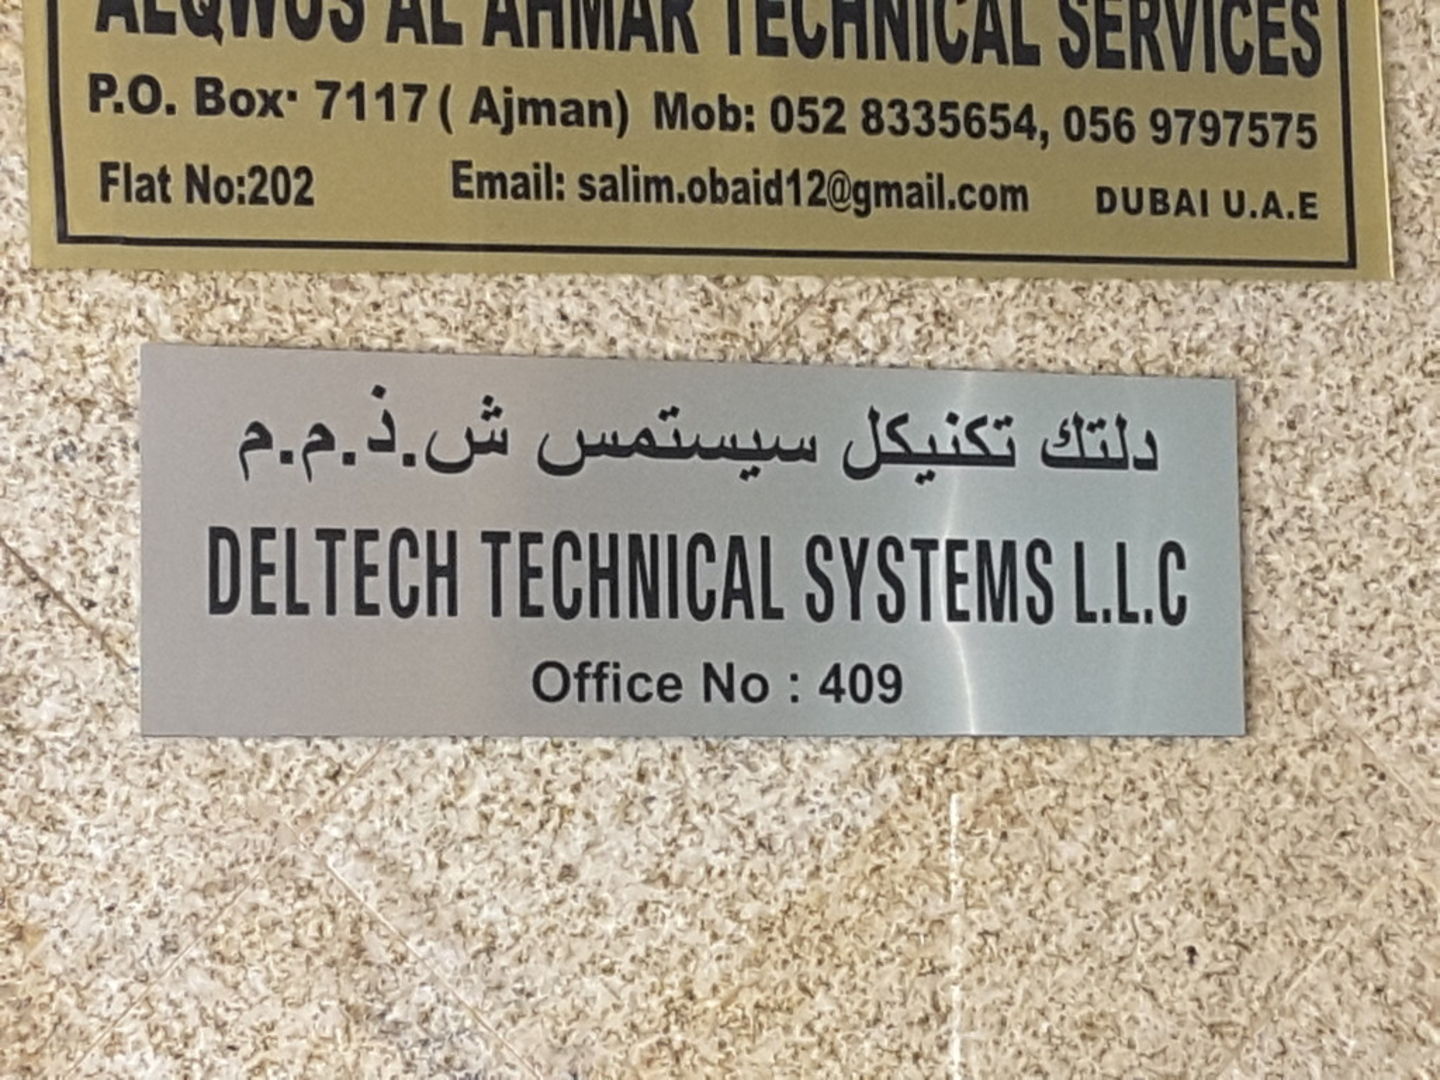 ALQWOS AL AHMAR TECHNICAL SERVICES
P.O. Box· 7117 ( Ajman) Mob: 052 8335654, 056 9797575
Flat No:202 Email: salim.obaid12@gmail.com DUBAI U.A.E
دلتك تكنيكل سيستمس ش.ذ.م.م
DELTECH TECHNICAL SYSTEMS L.L.C
Office No : 409